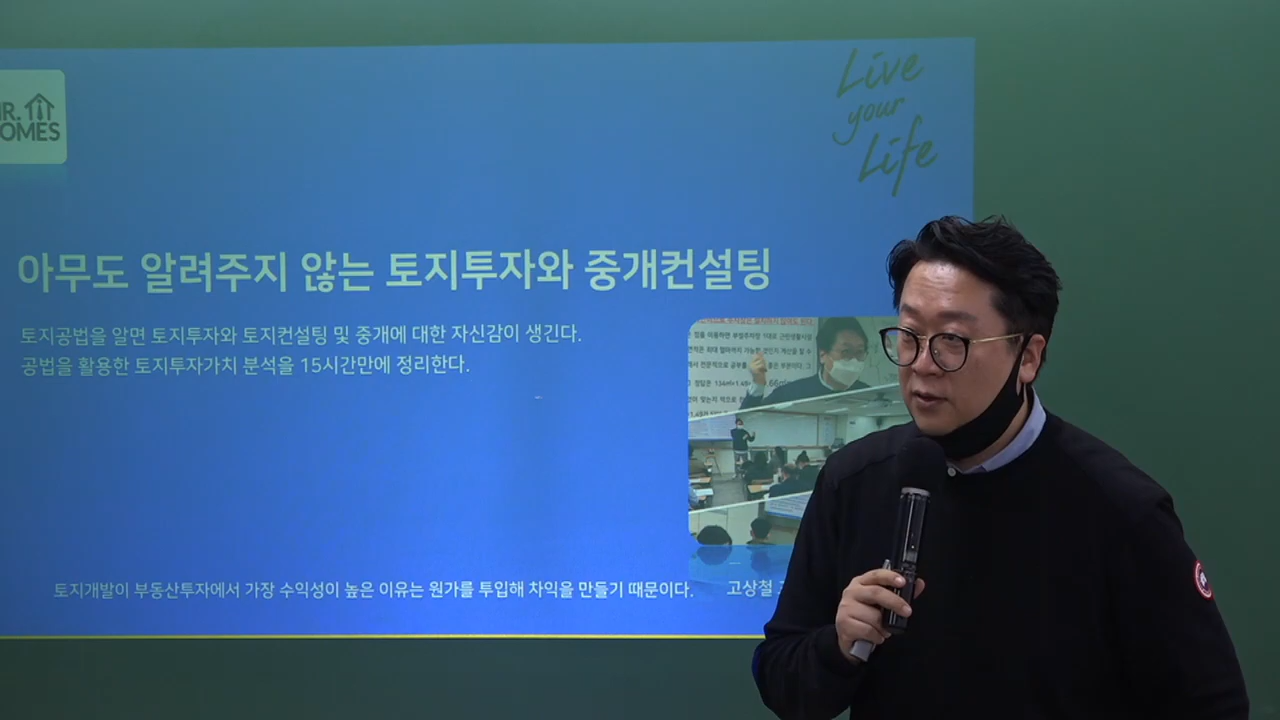 R.
OMES
Live
your
Life
아무도 알려주지 않는 토지투자와 중개컨설팅
토지공법을 알면 토지투자와 토지컨설팅 및 중개에 대한 자신감이 생긴다.
공법을 활용한 토지투자가치 분석을 15시간만에 정리한다.
토지개발이 부동산투자에서 가장 수익성이 높은 이유는 원가를 투입해 차익을 만들기 때문이다.
고상철